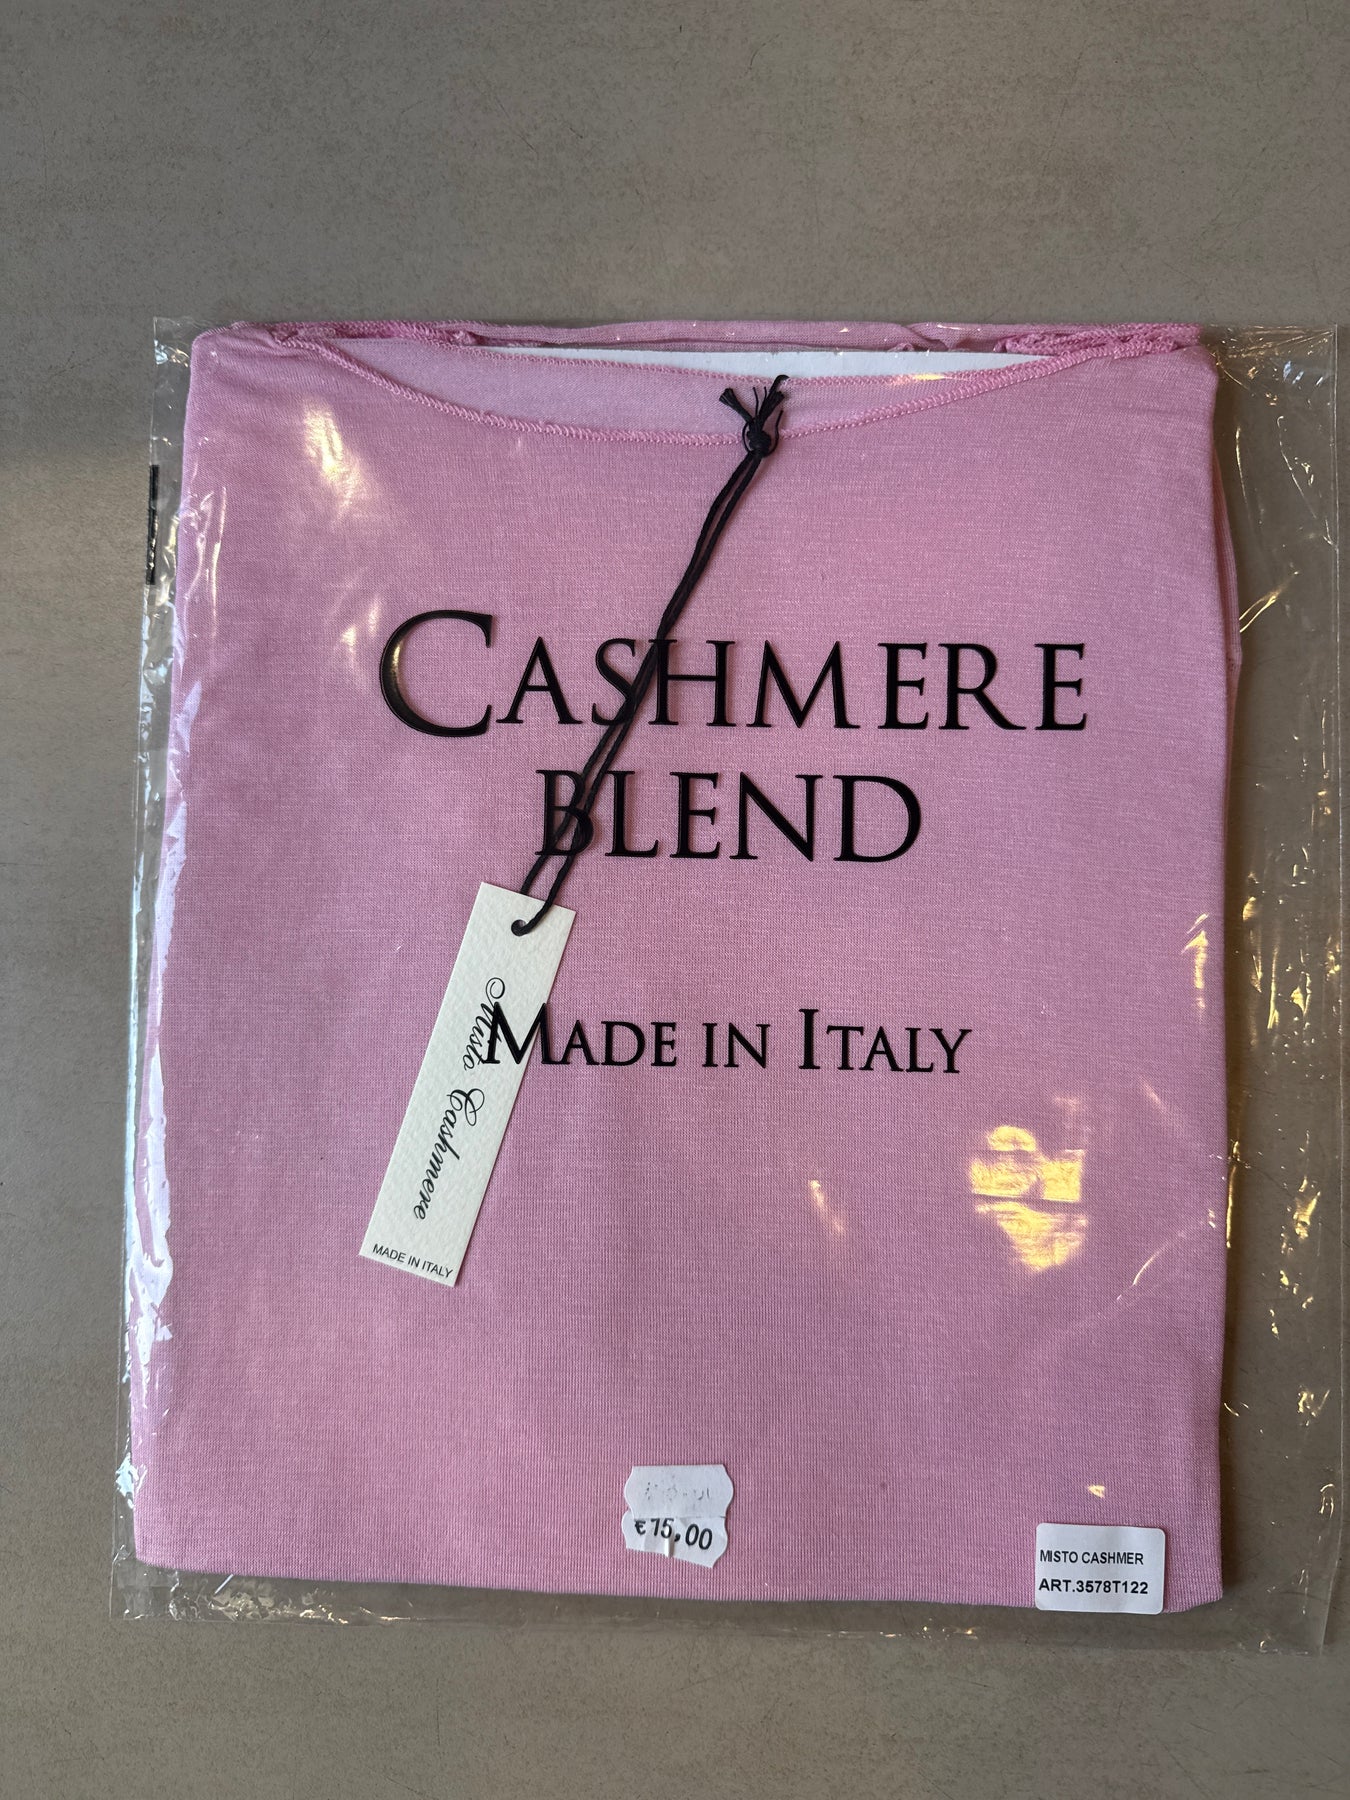 CASHMERE
BLEND
MADE IN ITALY
Misto Cashmere
MADE IN ITALY
€15,00
MISTO CASHMER
ART.3578T122